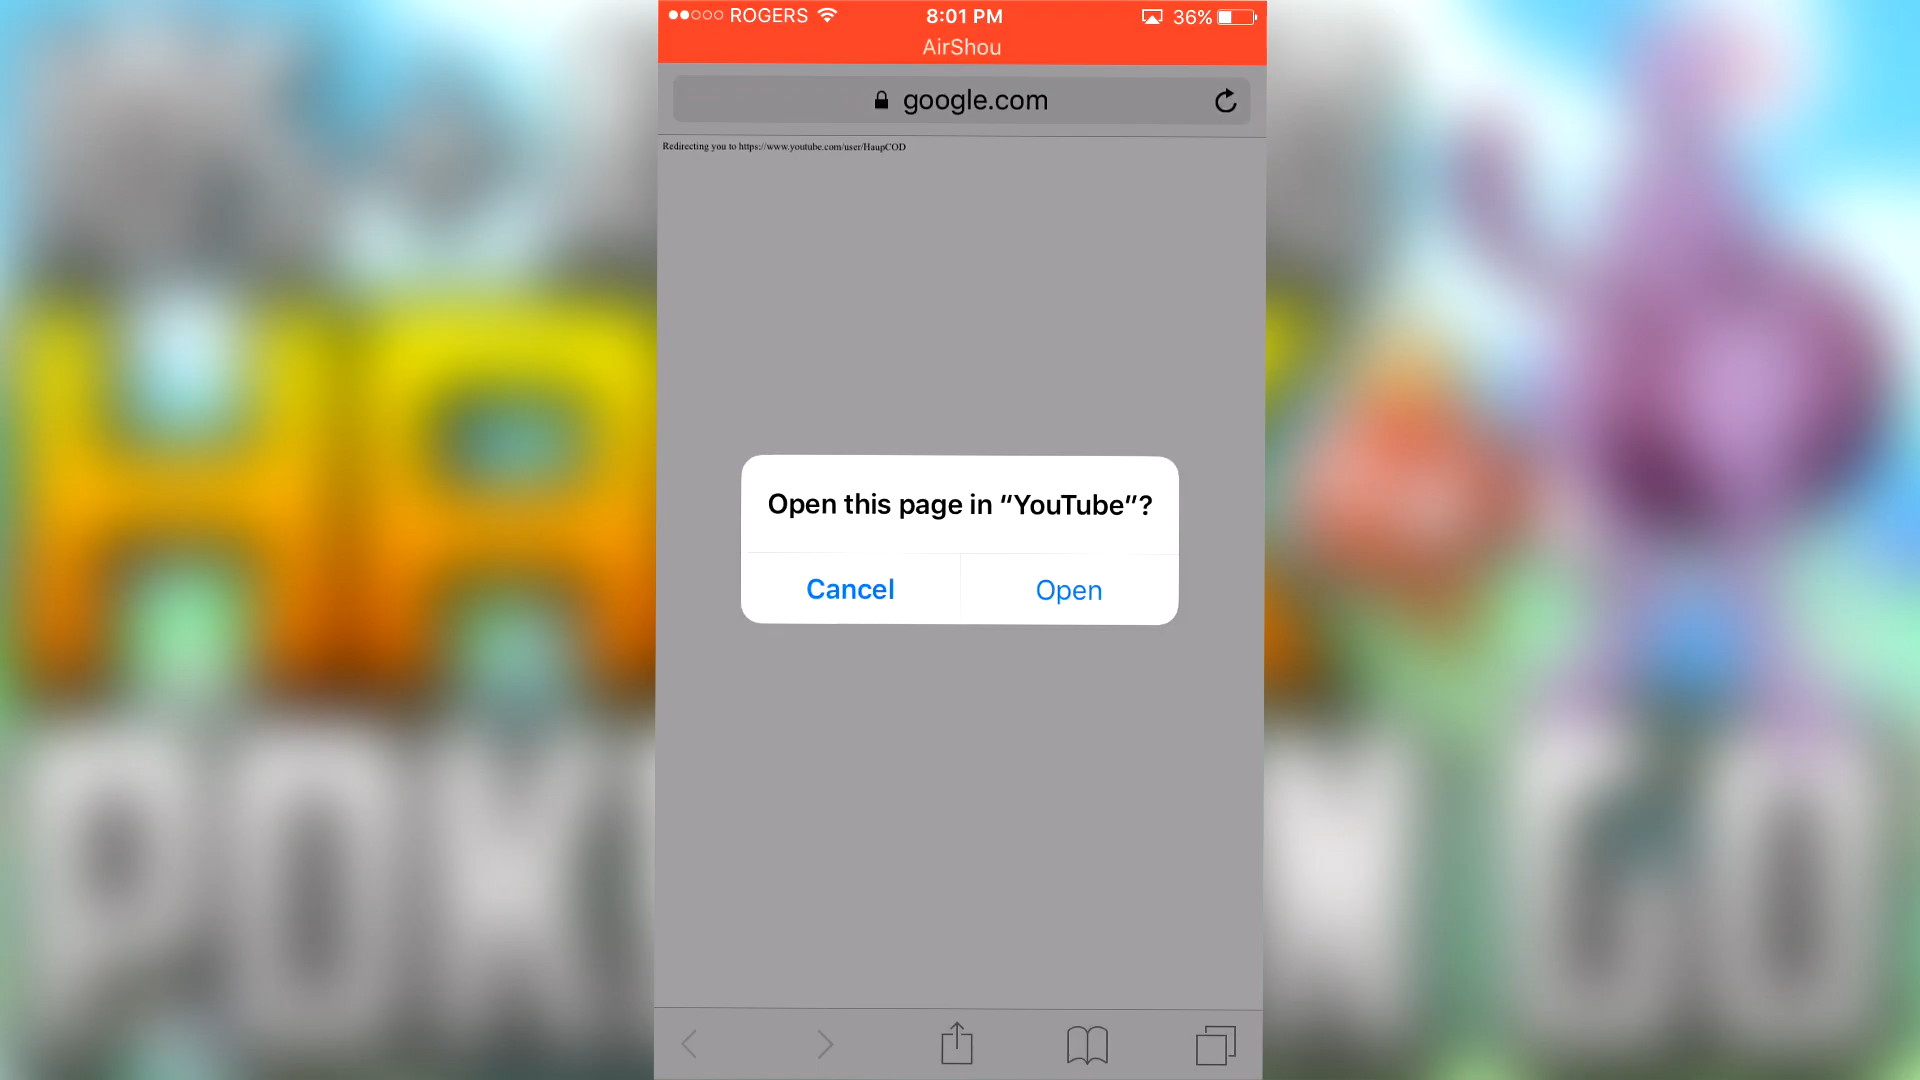 ROGERS 8:01 PM 36%
AirShou
google.com
Redirecting you to https://www.youtube.com/user/HaupCOD
Open this page in “YouTube”?
Cancel Open